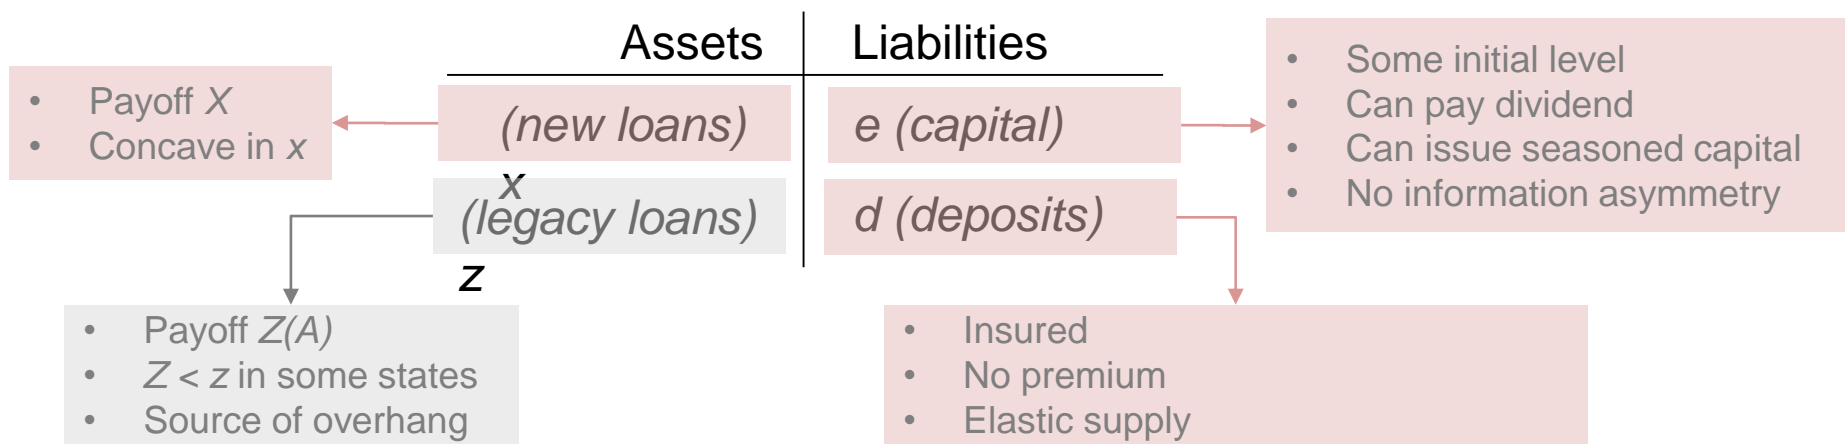 Assets
Liabilities
• Payoff X
• Concave in x
(new loans)
x
(legacy loans)
z
e (capital)
d (deposits)
• Some initial level
• Can pay dividend
• Can issue seasoned capital
• No information asymmetry
• Payoff Z(A)
• Z < z in some states
• Source of overhang
• Insured
• No premium
• Elastic supply